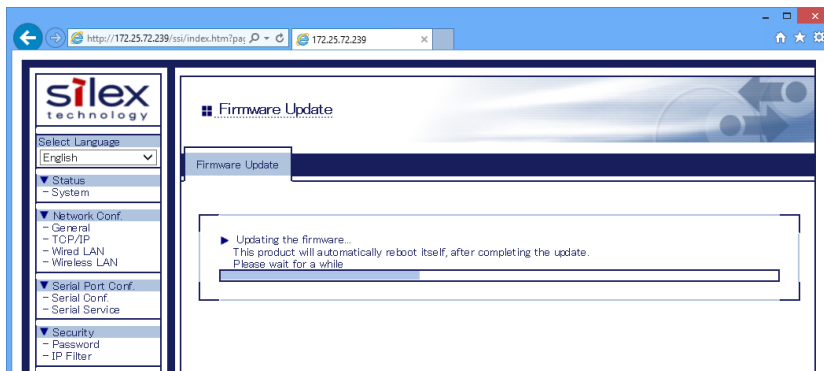 http://172.25.72.239/ssi/index.htm?pag
172.25.72.239
silex
technology
Select Language
English
▼ Status
- System
▼ Network Conf.
- General
- TCP/IP
- Wired LAN
- Wireless LAN
▼ Serial Port Conf.
- Serial Conf.
- Serial Service
▼ Security
- Password
- IP Filter
Firmware Update
Firmware Update
Updating the firmware...
This product will automatically reboot itself, after completing the update.
Please wait for a while